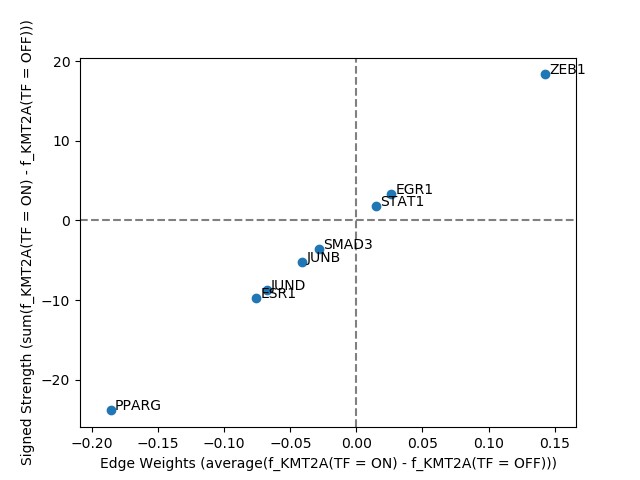 Signed Strength (sum(f_KMT2A(TF = ON) - f_KMT2A(TF = OFF)))
20
10
0
−10
−20
ZEB1
EGR1
STAT1
SMAD3
JUNB
JUND
ESR1
PPARG
−0.20 −0.15 −0.10 −0.05 0.00 0.05 0.10 0.15
Edge Weights (average(f_KMT2A(TF = ON) - f_KMT2A(TF = OFF)))